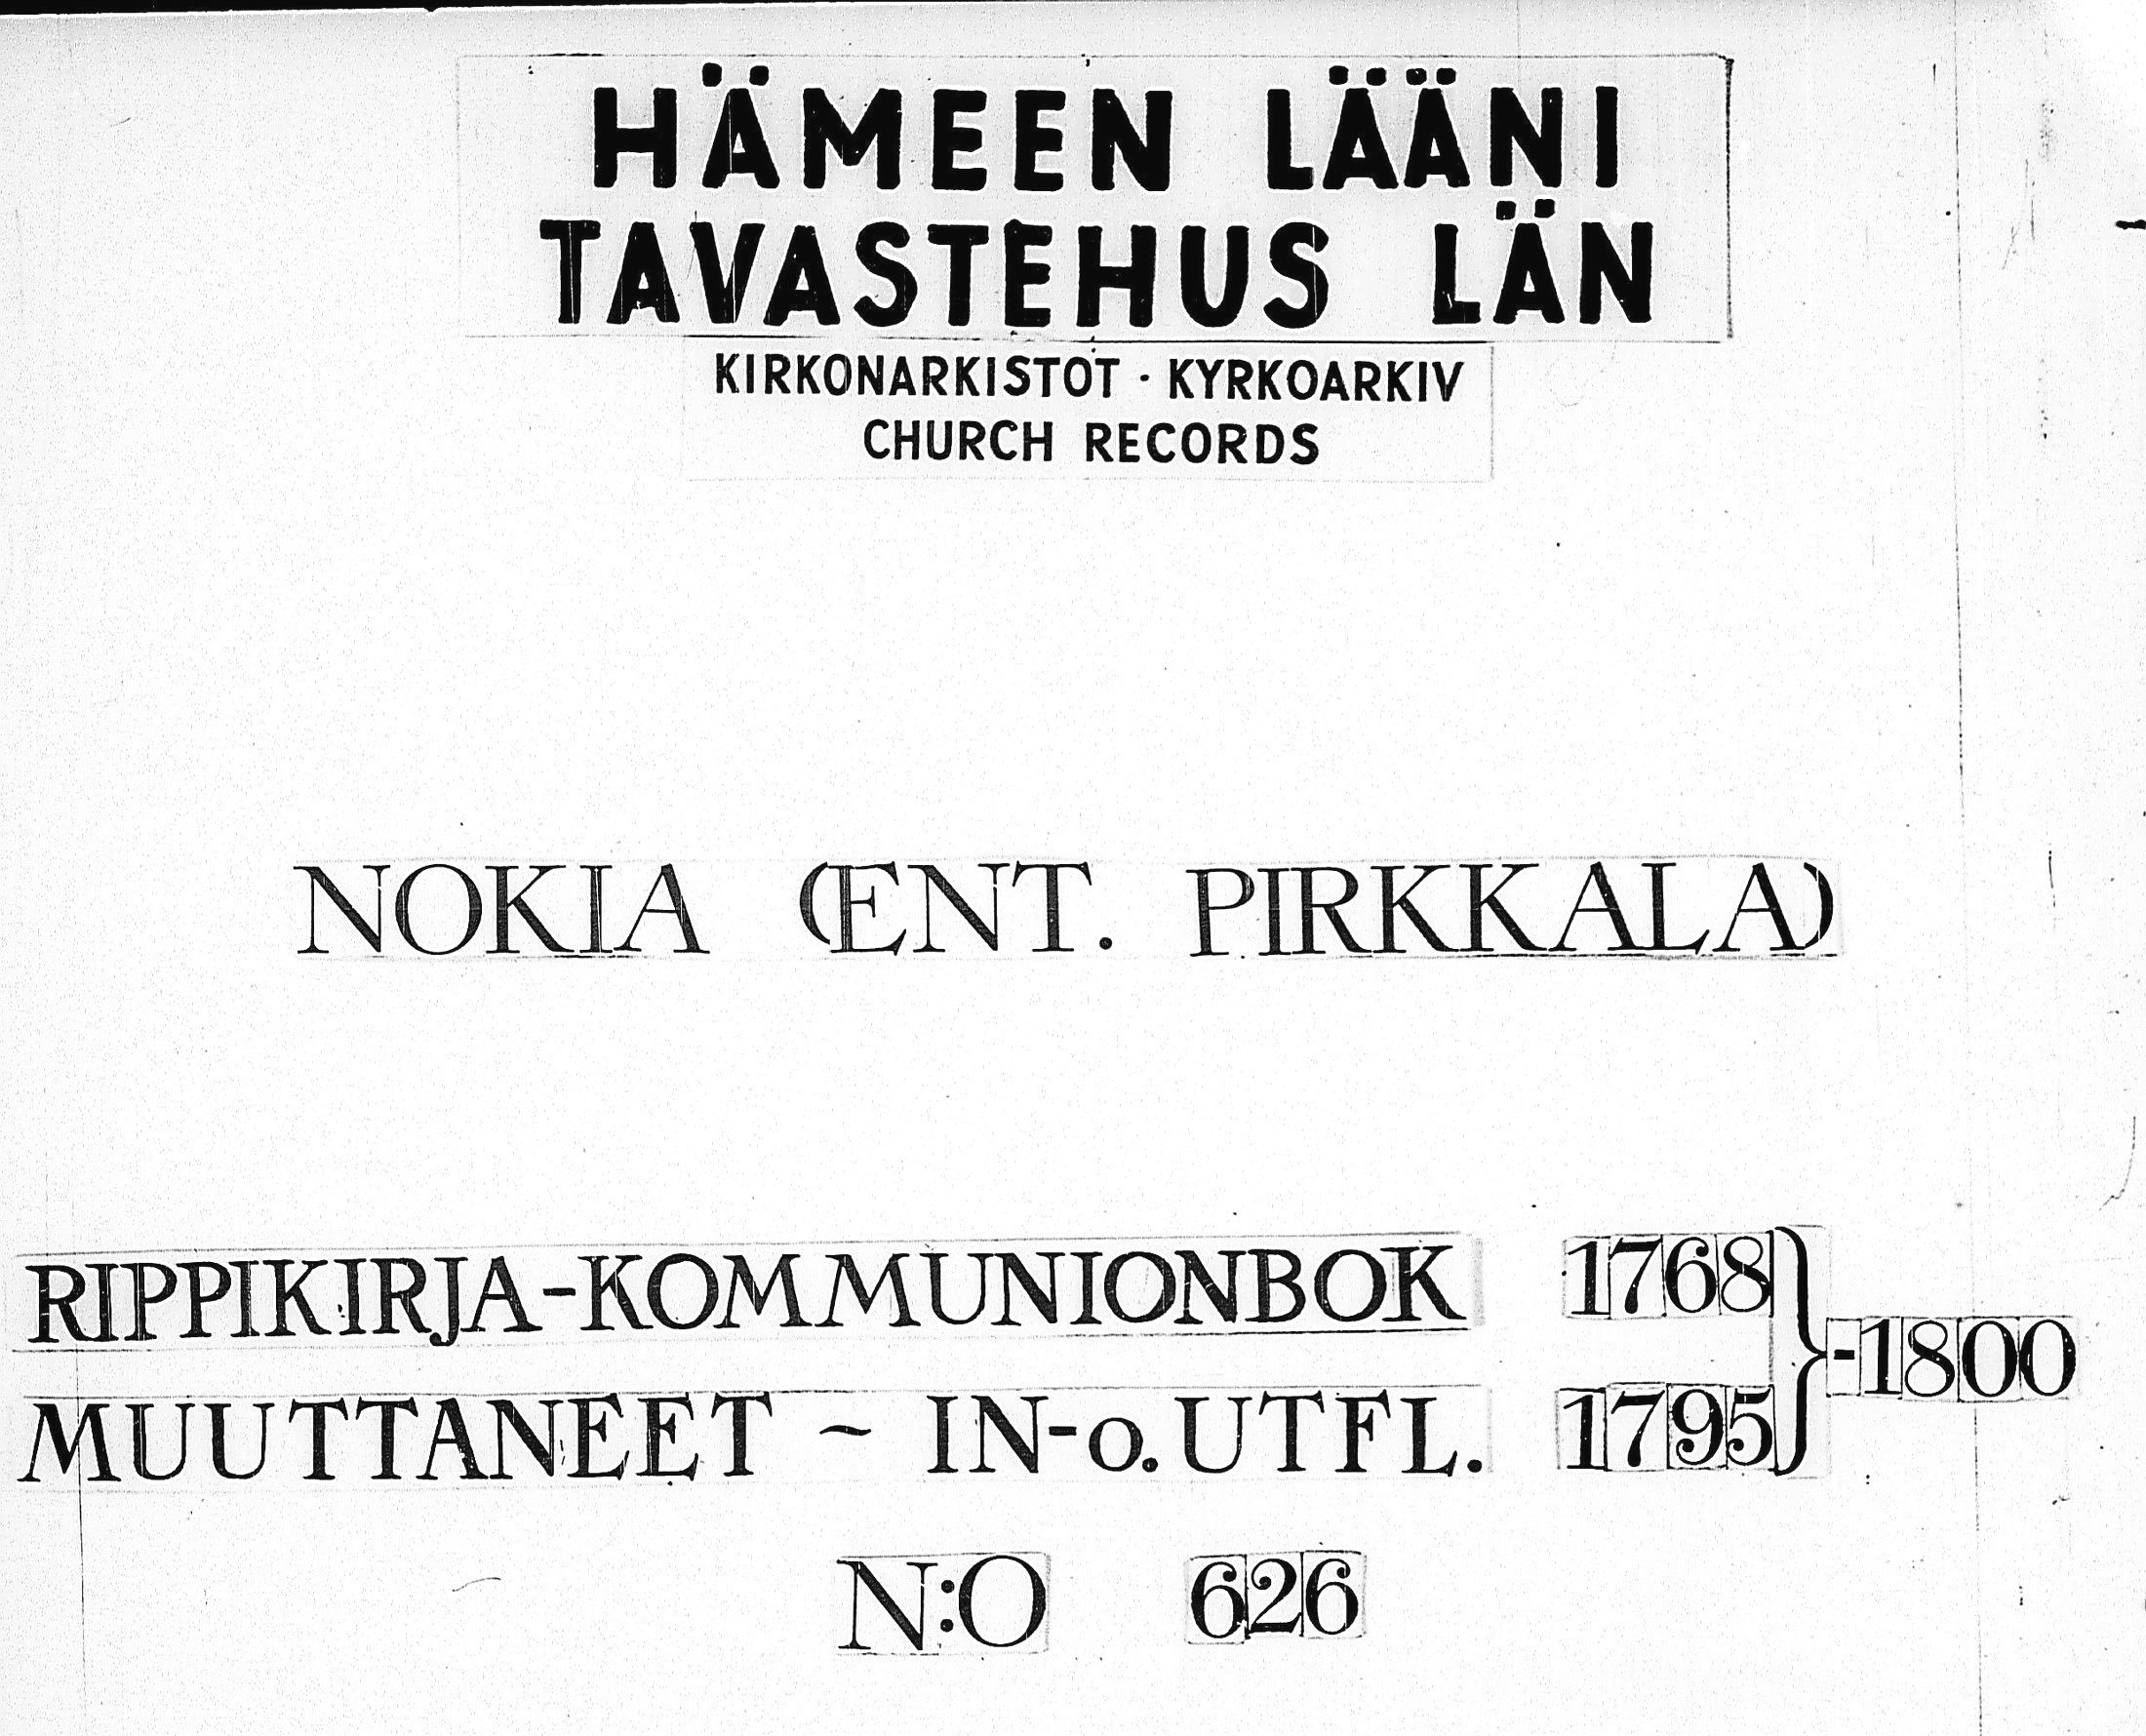 HÄMEEN LÄÄNI
TAVASTEHUS LÄN
KIRKONARKISTOT · KYRKOARKIV
CHURCH RECORDS
NOKIA (ENT. PIRKKALA)
RIPPIKIRJA-KOMMUNIONBOK 1768
-1800
MUUTTANEET ~ IN-o. UTFL. 1795
N:O 626